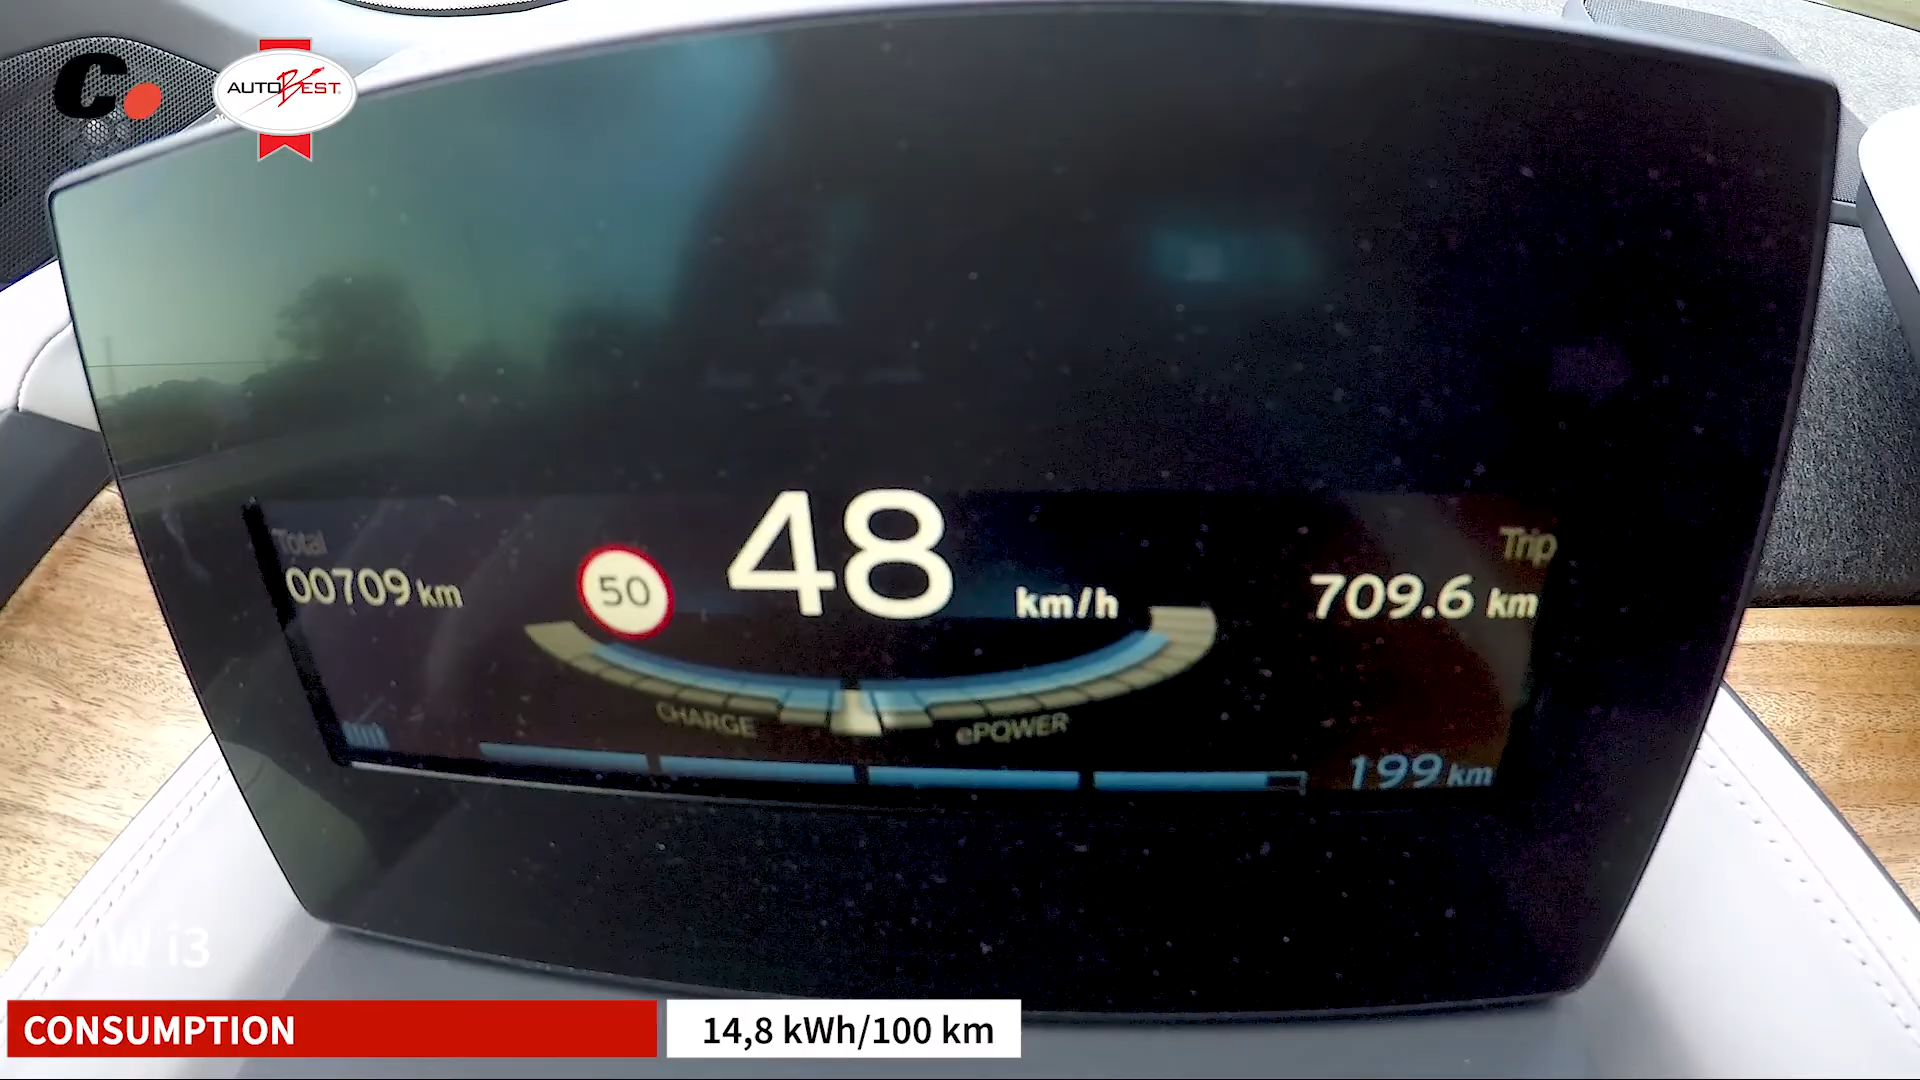 C.
AUTOBEST
Total
00709 km
50
48 km/h
Trip
709.6 km
CHARGE
ePOWER
199 km
BMW i3
CONSUMPTION
14,8 kWh/100 km